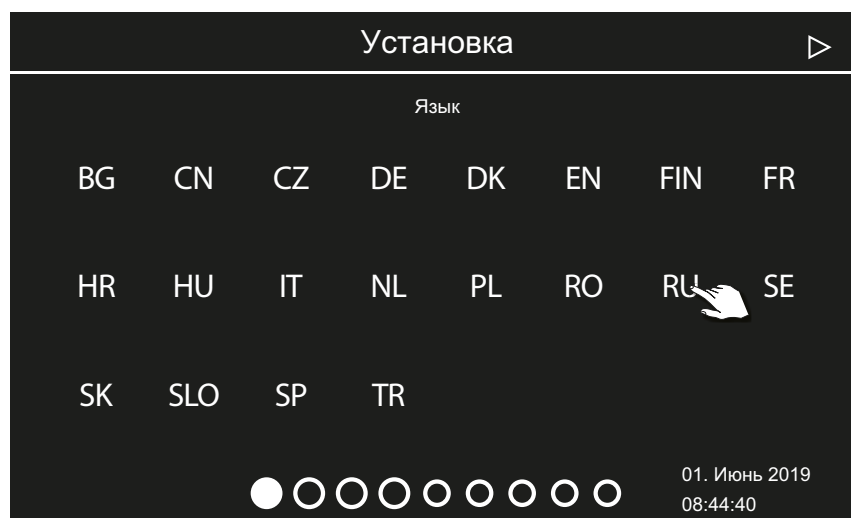 Установка
Язык
BG CN CZ DE DK EN FIN FR
HR HU IT NL PL RO RU SE
SK SLO SP TR
01. Июнь 2019
08:44:40